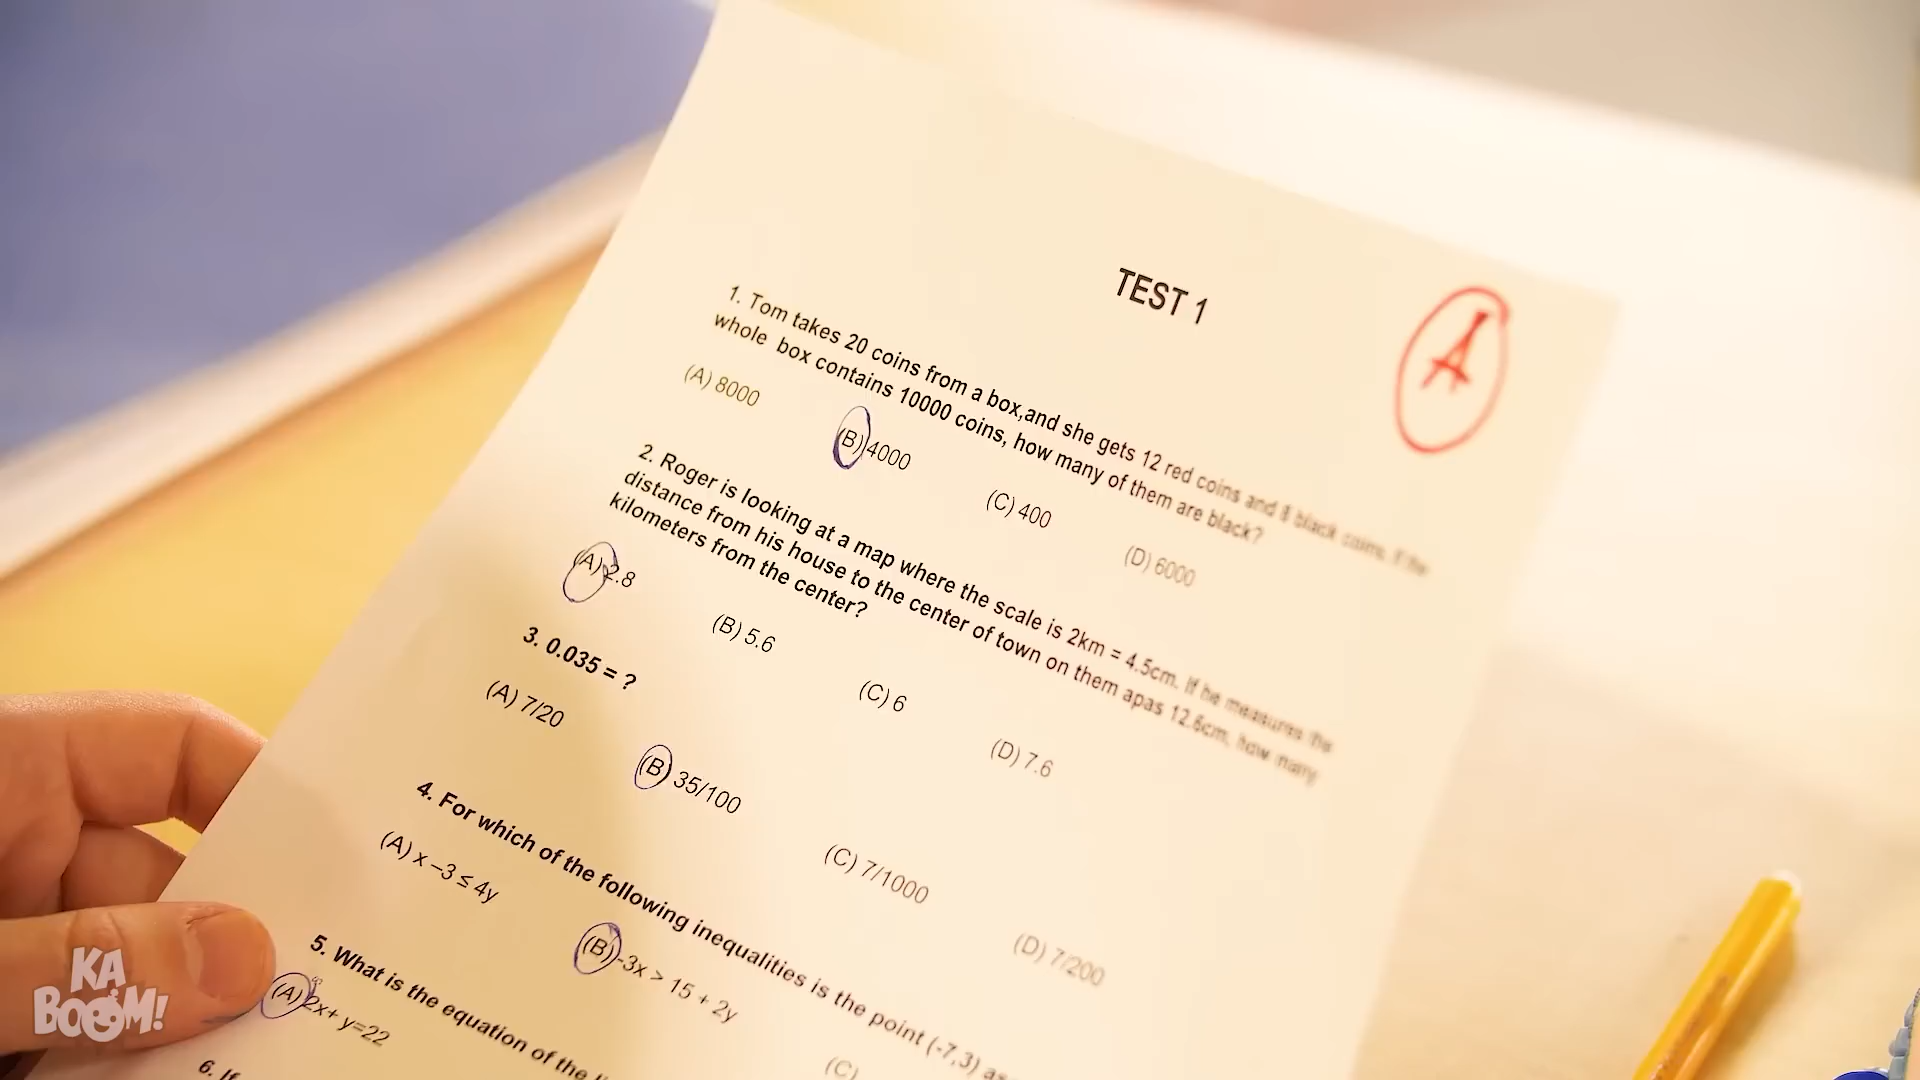 TEST 1
A
1. Tom takes 20 coins from a box,and she gets 12 red coins and 8 black coins. If the
whole box contains 10000 coins, how many of them are black?
(A) 8000 (B) 4000 (C) 400 (D) 6000
2. Roger is looking at a map where the scale is 2km = 4.5cm. If he measures the
distance from his house to the center of town on them apas 12.6cm, how many
kilometers from the center?
(A) 2.8 (B) 5.6 (C) 6 (D) 7.6
3. 0.035 = ?
(A) 7/20 (B) 35/100 (C) 7/1000 (D) 7/200
4. For which of the following inequalities is the point (-7,3) as
(A) x –3 ≤ 4y (B) -3x > 15 + 2y (C)
5. What is the equation of the
(A) 2x+ y=22
6. If
KA
BOOM!